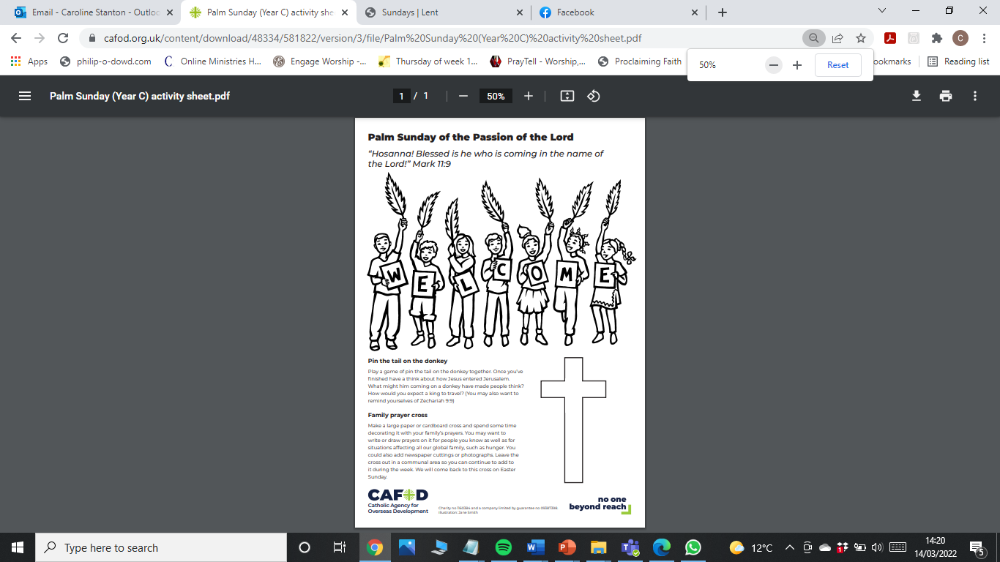 Email - Caroline Stanton - Outloo
Palm Sunday (Year C) activity she
Sundays | Lent
Facebook
cafod.org.uk/content/download/48334/581822/version/3/file/Palm%20Sunday%20(Year%20C)%20activity%20sheet.pdf
C
Apps
philip-o-dowd.com
Online Ministries H...
Engage Worship -...
Thursday of week 1...
PrayTell - Worship,...
Proclaiming Faith
ookmarks
Reading list
50%
Reset
Palm Sunday (Year C) activity sheet.pdf
1 / 1
50%
Palm Sunday of the Passion of the Lord
“Hosanna! Blessed is he who is coming in the name of
the Lord!” Mark 11:9
W E L C O M E
Pin the tail on the donkey
Play a game of pin the tail on the donkey together. Once you’ve
finished have a think about how Jesus entered Jerusalem.
What might him coming on a donkey have made people think?
How would you expect a king to travel? (You may also want to
remind yourselves of Zechariah 9:9)
Family prayer cross
Make a large paper or cardboard cross and spend some time
decorating it with your family’s prayers. You may want to
write or draw prayers on it for people you know as well as for
situations affecting all our global family, such as hunger. You
could also add newspaper cuttings or photographs. Leave the
cross out in a communal area so you can continue to add to
it during the week. We will come back to this cross on Easter
Sunday.
CAFOD
Catholic Agency for
Overseas Development
Charity no 1160384 and a company limited by guarantee no 09387398.
Illustration: Jane Smith
no one
beyond reach
Type here to search
12°C
14:20
14/03/2022
5